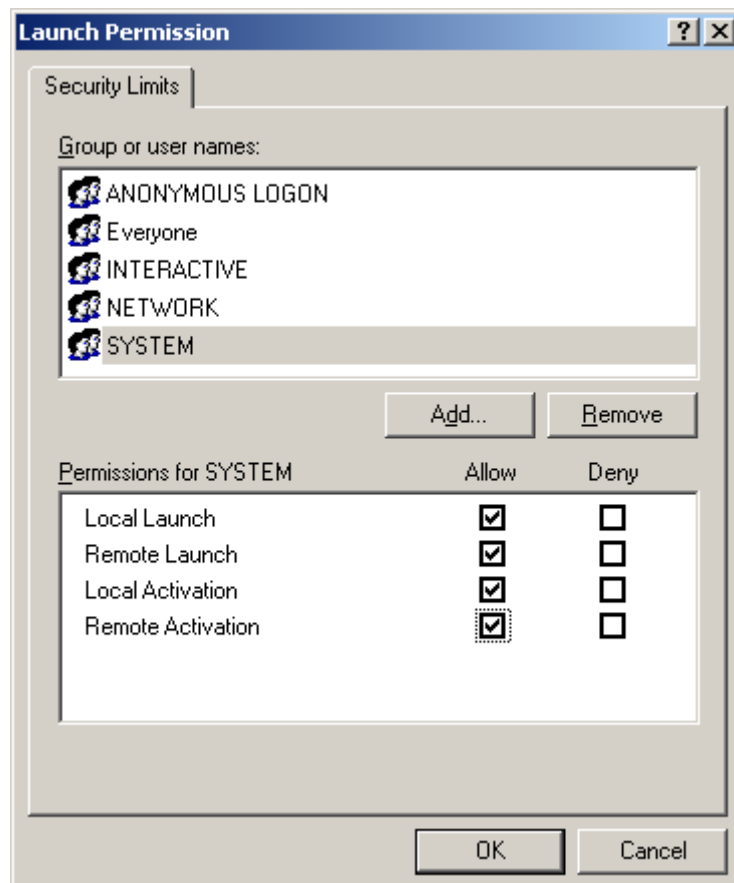 Launch Permission
Security Limits
Group or user names:
ANONYMOUS LOGON
Everyone
INTERACTIVE
NETWORK
SYSTEM
Add... Remove
Permissions for SYSTEM Allow Deny
Local Launch
Remote Launch
Local Activation
Remote Activation
OK Cancel